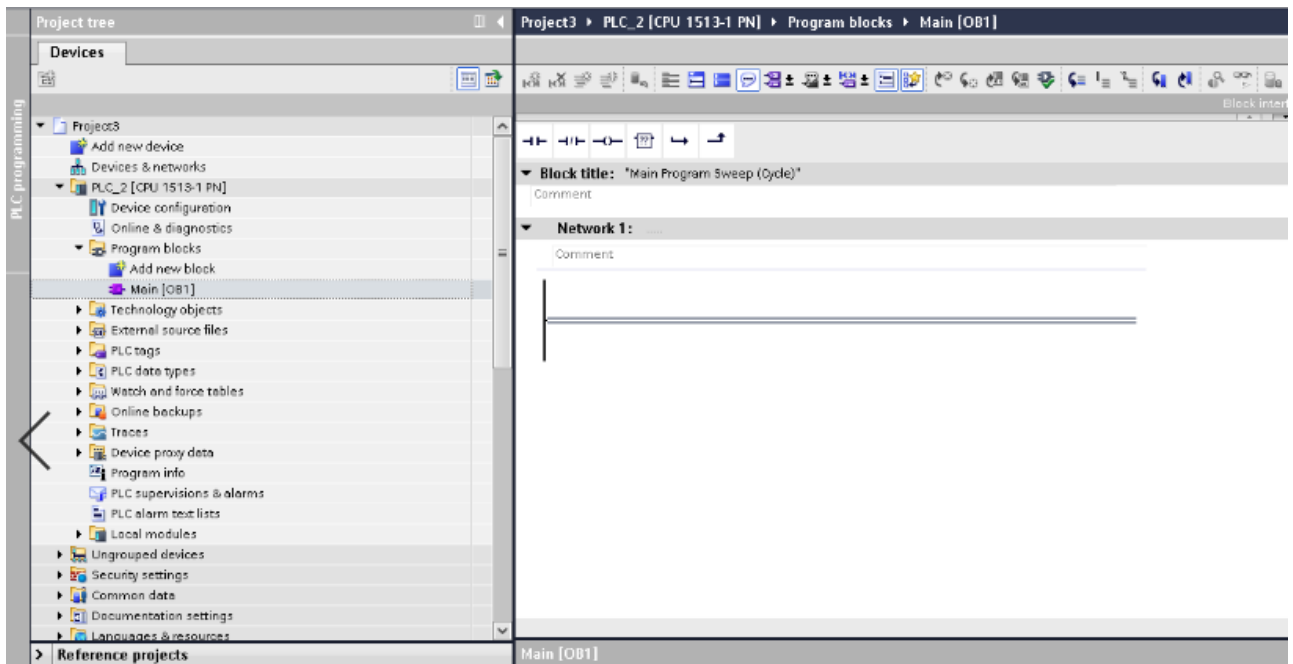 Project tree
Devices
PLC programming
Project3
Add new device
Devices & networks
PLC_2 [CPU 1513-1 PN]
Device configuration
Online & diagnostics
Program blocks
Add new block
Main [OB1]
Technology objects
External source files
PLC tags
PLC data types
Watch and force tables
Online backups
Traces
Device proxy data
Program info
PLC supervisions & alarms
PLC alarm text lists
Local modules
Ungrouped devices
Security settings
Common data
Documentation settings
Languages & resources
Reference projects
Project3 PLC_2 [CPU 1513-1 PN] Program blocks Main [OB1]
Block interf
Block title: "Main Program Sweep (Cycle)"
Comment
Network 1: .....
Comment
Main [OB1]